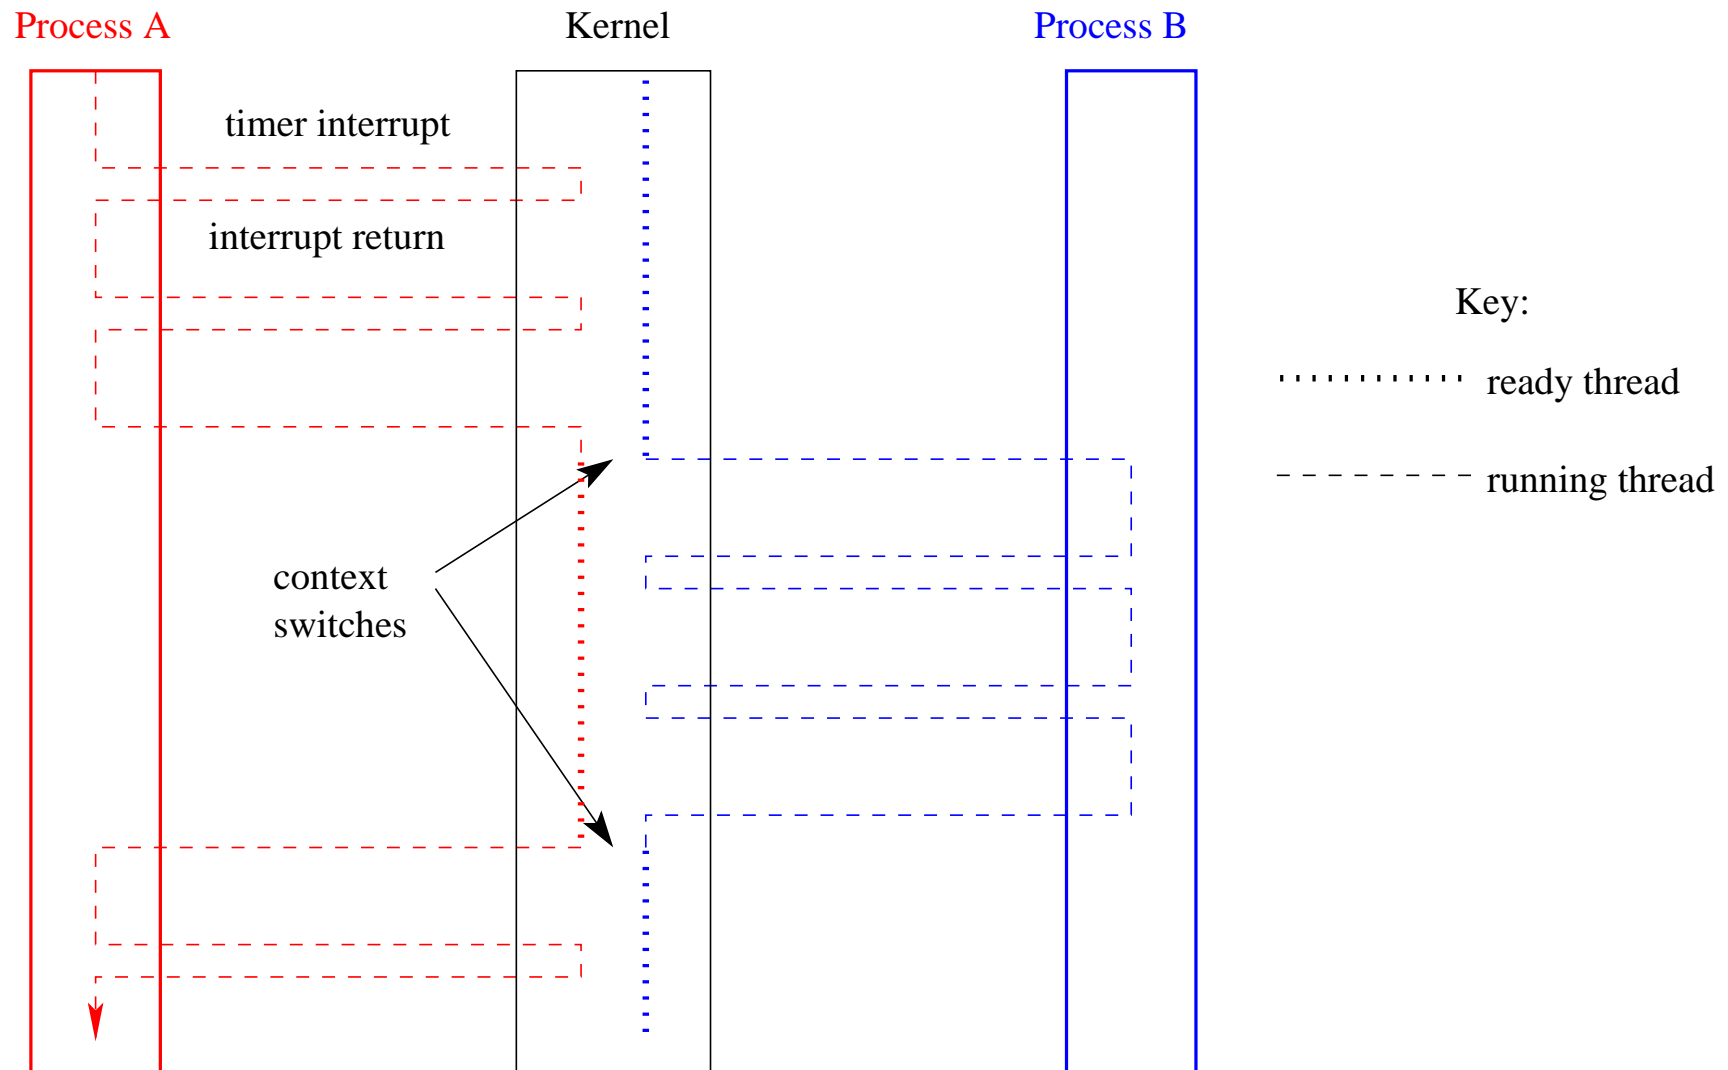 Process A
Kernel
Process B
timer interrupt
interrupt return
Key:
ready thread
running thread
context
switches